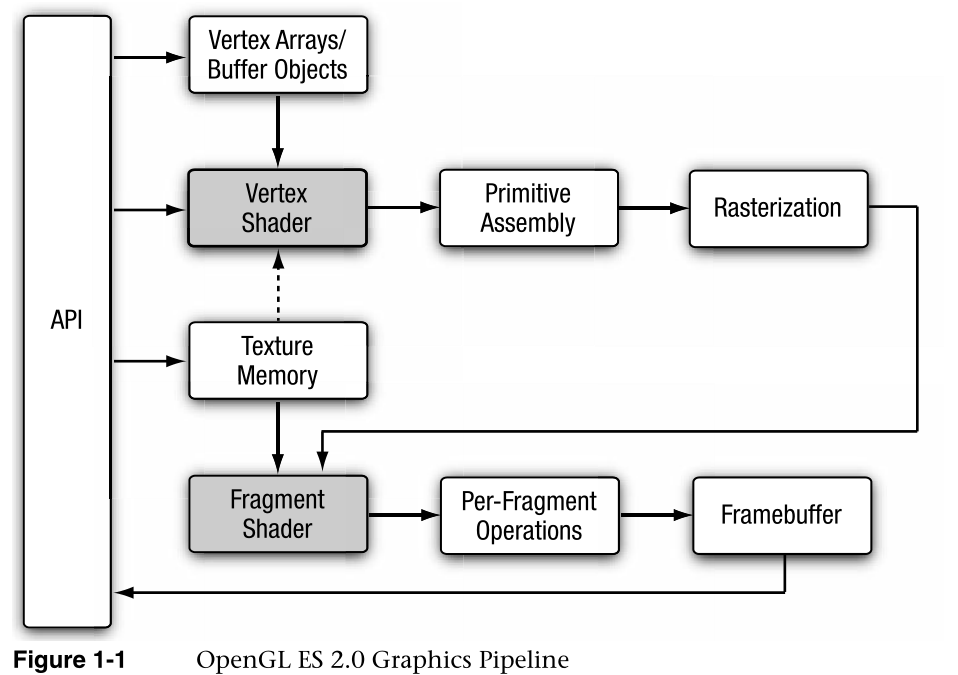 API
Vertex Arrays/
Buffer Objects
Vertex
Shader
Primitive
Assembly
Rasterization
Texture
Memory
Fragment
Shader
Per-Fragment
Operations
Framebuffer
Figure 1-1 OpenGL ES 2.0 Graphics Pipeline